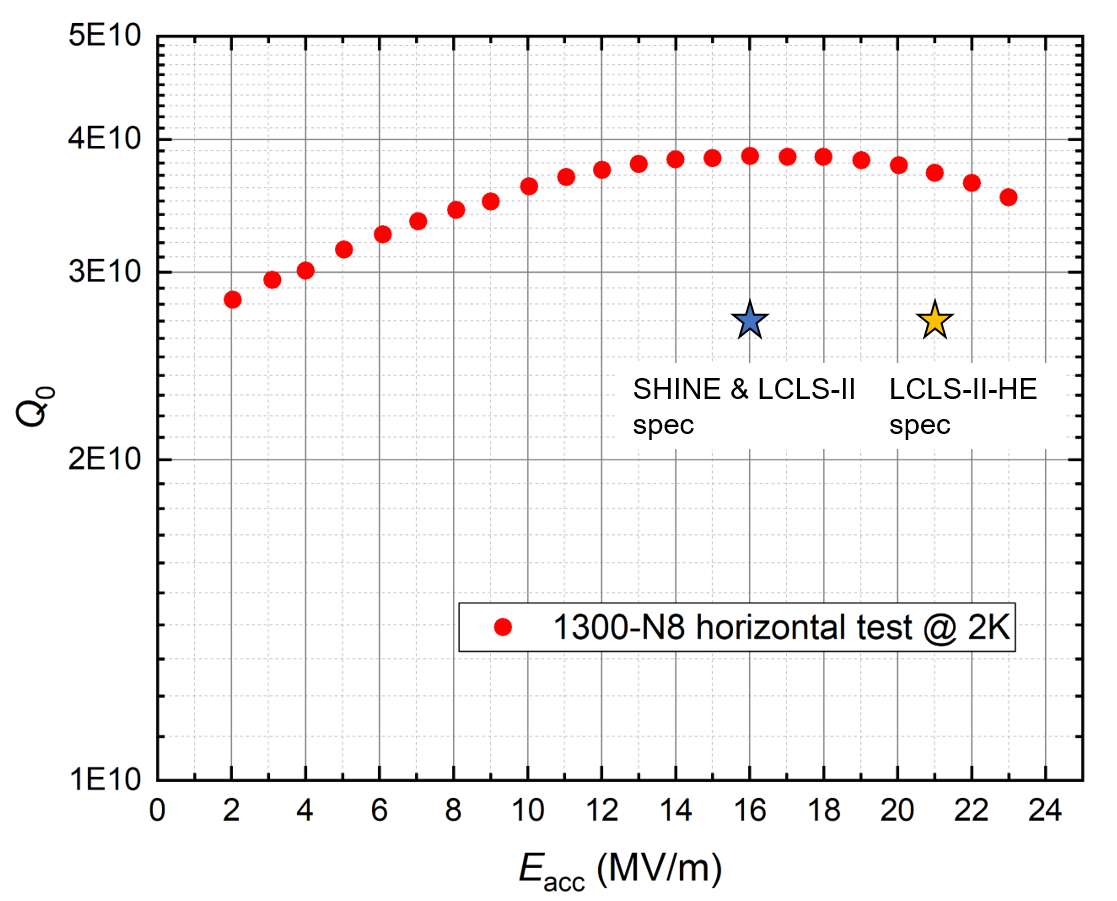 5E10
4E10
3E10
2E10
1E10
Q0
SHINE & LCLS-II
spec
LCLS-II-HE
spec
1300-N8 horizontal test @ 2K
0 2 4 6 8 10 12 14 16 18 20 22 24
Eacc (MV/m)